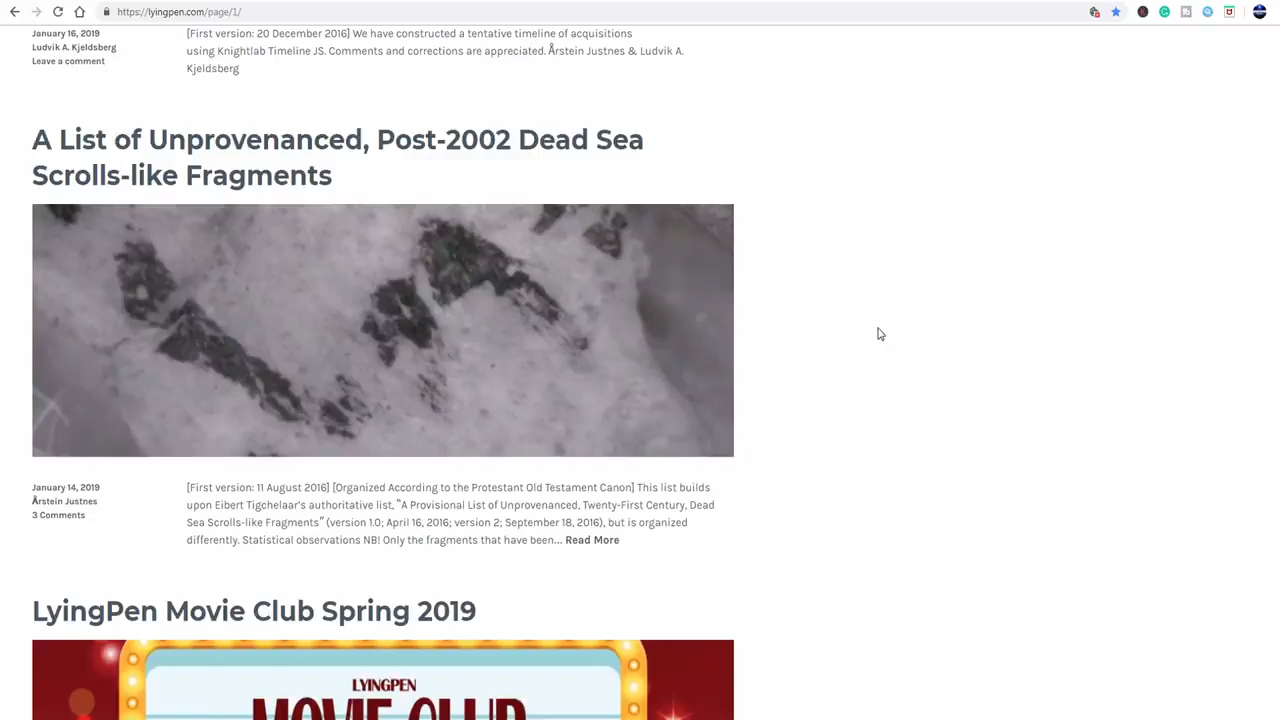 https://lyingpen.com/page/1/
January 16, 2019
Ludvik A. Kjeldsberg
Leave a comment
[First version: 20 December 2016] We have constructed a tentative timeline of acquisitions
using Knightlab Timeline JS. Comments and corrections are appreciated. Årstein Justnes & Ludvik A.
Kjeldsberg
A List of Unprovenanced, Post-2002 Dead Sea
Scrolls-like Fragments
January 14, 2019
Årstein Justnes
3 Comments
[First version: 11 August 2016] [Organized According to the Protestant Old Testament Canon] This list builds
upon Eibert Tigchelaar’s authoritative list, “A Provisional List of Unprovenanced, Twenty-First Century, Dead
Sea Scrolls-like Fragments” (version 1.0; April 16, 2016; version 2; September 18, 2016), but is organized
differently. Statistical observations NB! Only the fragments that have been... Read More
LyingPen Movie Club Spring 2019
LYINGPEN
MOVIE CLUB